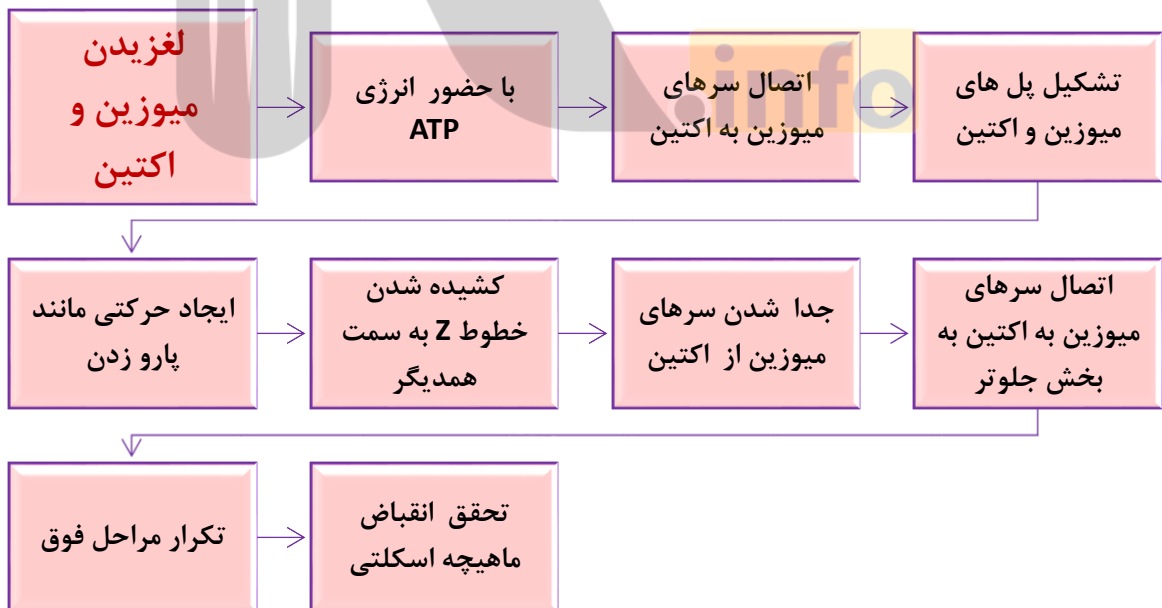 لغزیدن
میوزین و
اکتین
با حضور انرژی
ATP
اتصال سرهای
میوزین به اکتین
تشکیل پل های
میوزین و اکتین
ایجاد حرکتی مانند
پارو زدن
کشیده شدن
خطوط Z به سمت
همدیگر
جدا شدن سرهای
میوزین از اکتین
اتصال سرهای
میوزین به اکتین به
بخش جلوتر
تکرار مراحل فوق
تحقق انقباض
ماهیچه اسکلتی
.info